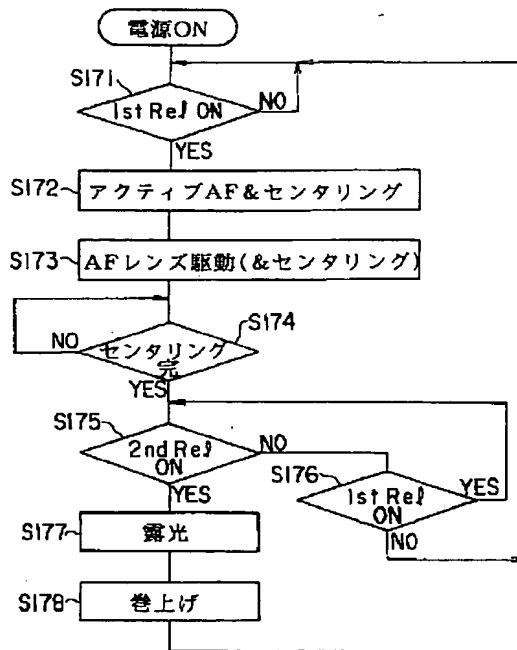 電源ON
S171
1st Rel ON
NO
YES
S172
アクティブAF&センタリング
S173
AFレンズ駆動(&センタリング)
S174
NO
センタリング
完
YES
S175
2nd Rel
ON
NO
YES
S176
1st Rel
ON
YES
NO
S177
露光
S178
巻上げ